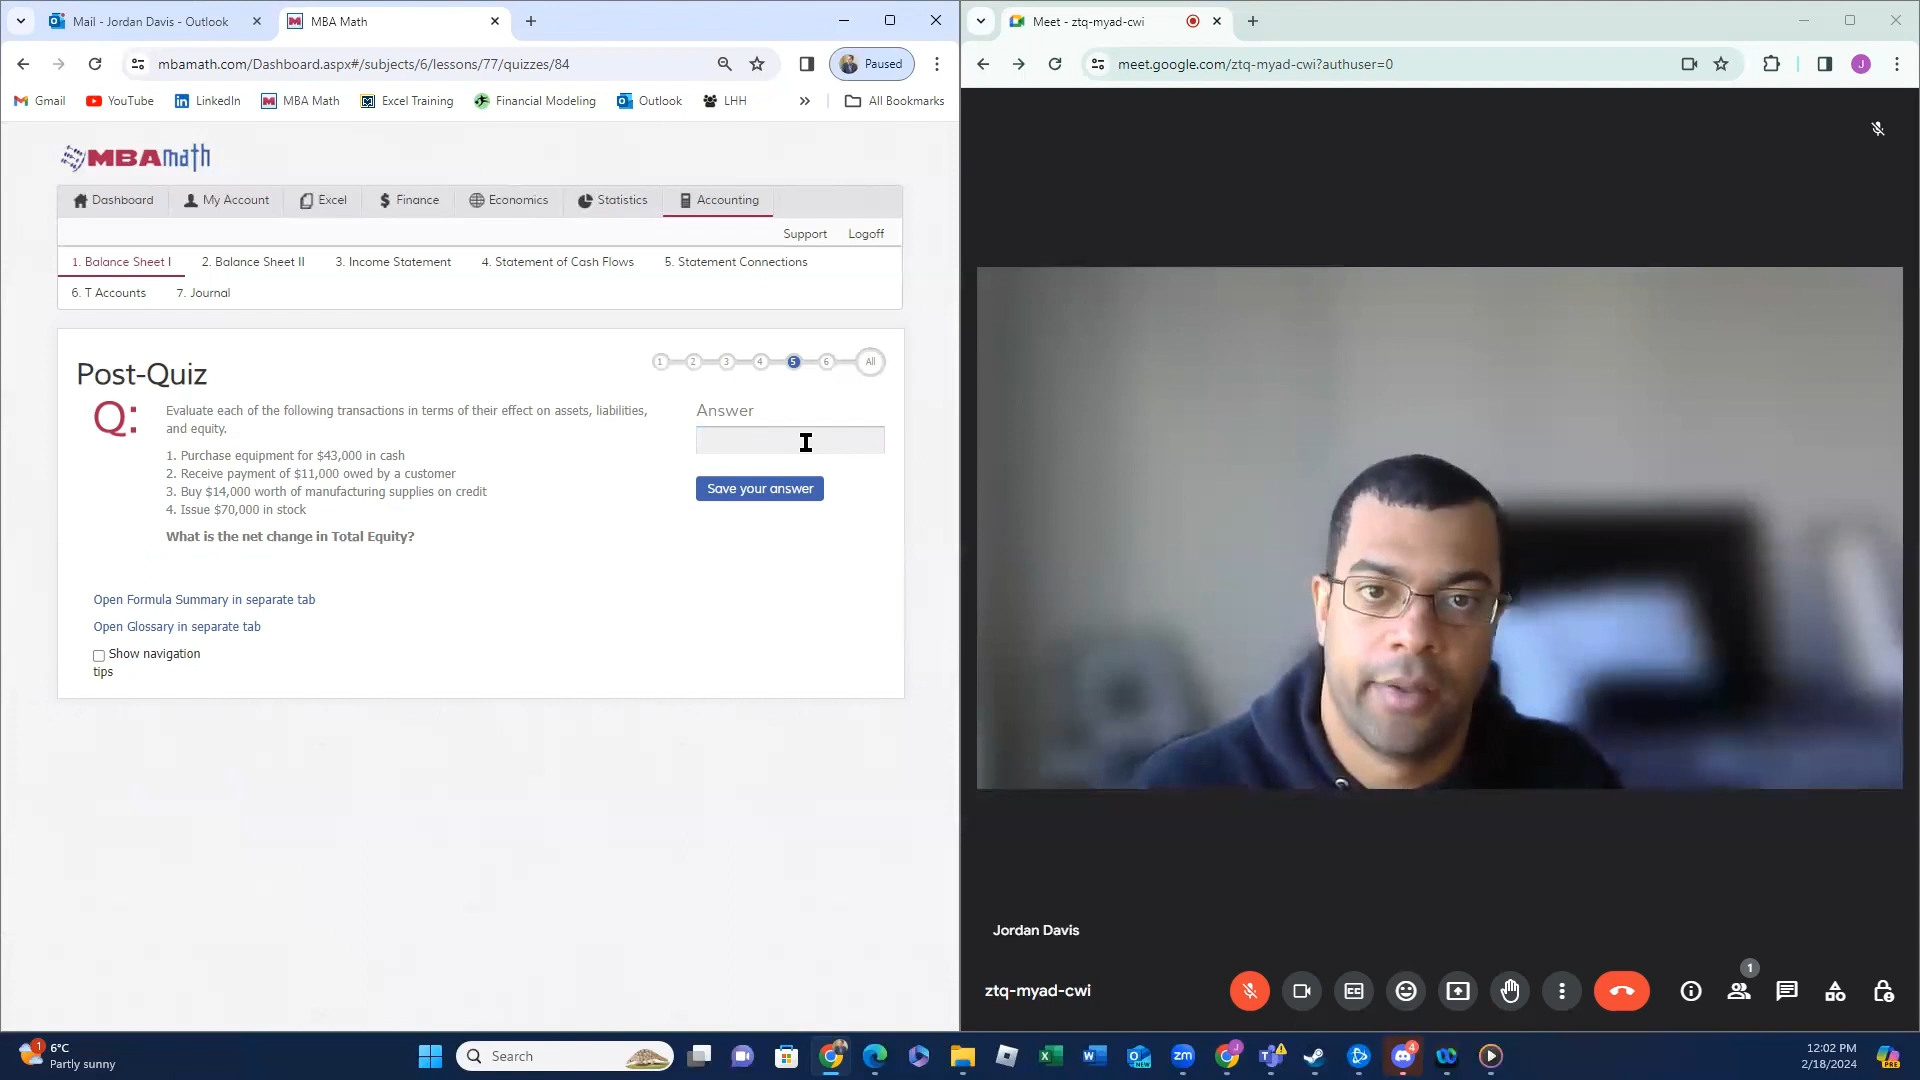 Mail - Jordan Davis - Outlook
MBA Math
Meet - ztq-myad-cwi
mbamath.com/Dashboard.aspx#/subjects/6/lessons/77/quizzes/84
Paused
meet.google.com/ztq-myad-cwi?authuser=0
J
Gmail
YouTube
LinkedIn
MBA Math
Excel Training
Financial Modeling
Outlook
LHH
All Bookmarks
MBAmath
Dashboard
My Account
Excel
Finance
Economics
Statistics
Accounting
Support
Logoff
1. Balance Sheet I
2. Balance Sheet II
3. Income Statement
4. Statement of Cash Flows
5. Statement Connections
6. T Accounts
7. Journal
1
2
3
4
5
6
All
Post-Quiz
Q:
Evaluate each of the following transactions in terms of their effect on assets, liabilities,
and equity.
1. Purchase equipment for $43,000 in cash
2. Receive payment of $11,000 owed by a customer
3. Buy $14,000 worth of manufacturing supplies on credit
4. Issue $70,000 in stock
What is the net change in Total Equity?
Answer
Save your answer
Open Formula Summary in separate tab
Open Glossary in separate tab
Show navigation
tips
Jordan Davis
ztq-myad-cwi
1
1
6°C
Partly sunny
Search
zm
4
12:02 PM
2/18/2024